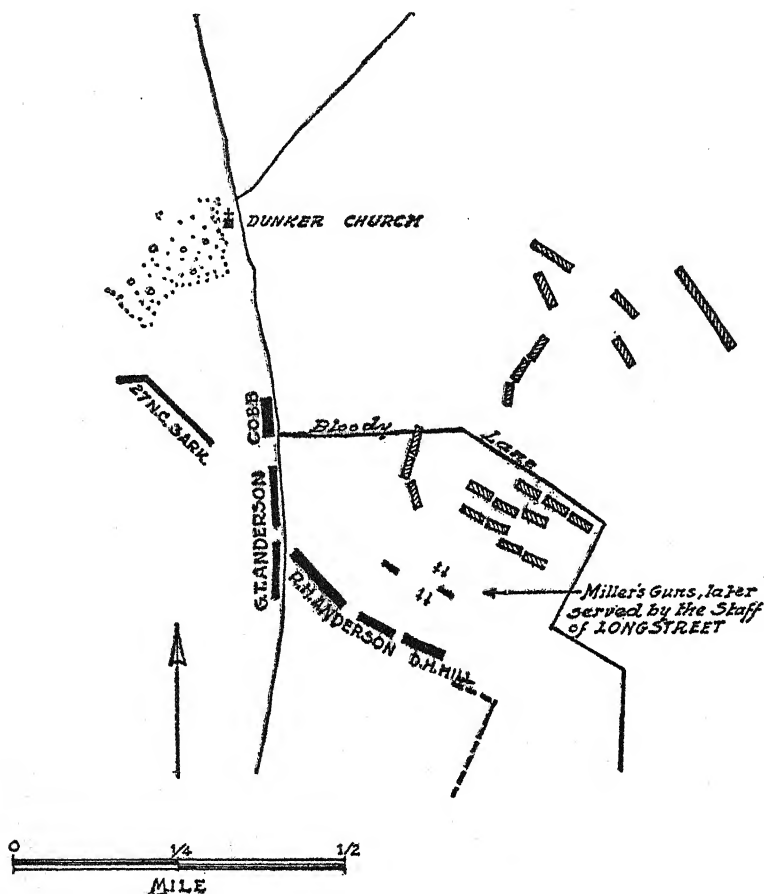 DUNKER CHURCH
27 N.C. 3 ARK.
COBB
Bloody Lane
G.T. ANDERSON
R.H. ANDERSON
D.H. HILL
Miller's Guns, later
served by the Staff
of LONGSTREET
0 1/4 1/2
MILE